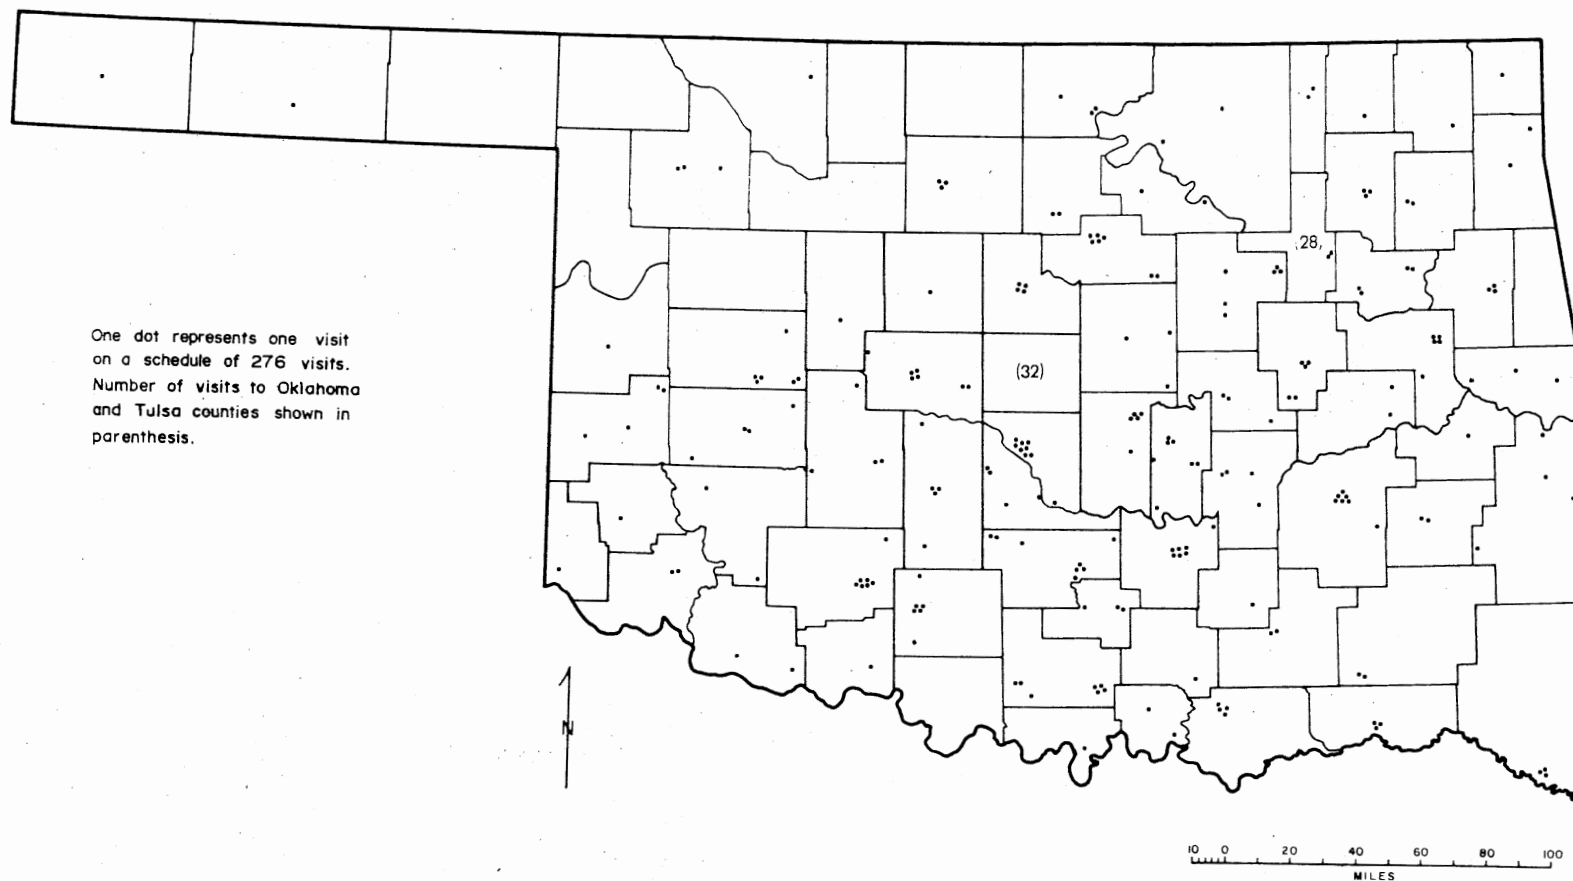 (28)
One dot represents one visit
on a schedule of 276 visits.
Number of visits to Oklahoma
and Tulsa counties shown in
parenthesis.
(32)
N
10 0 20 40 60 80 100
MILES